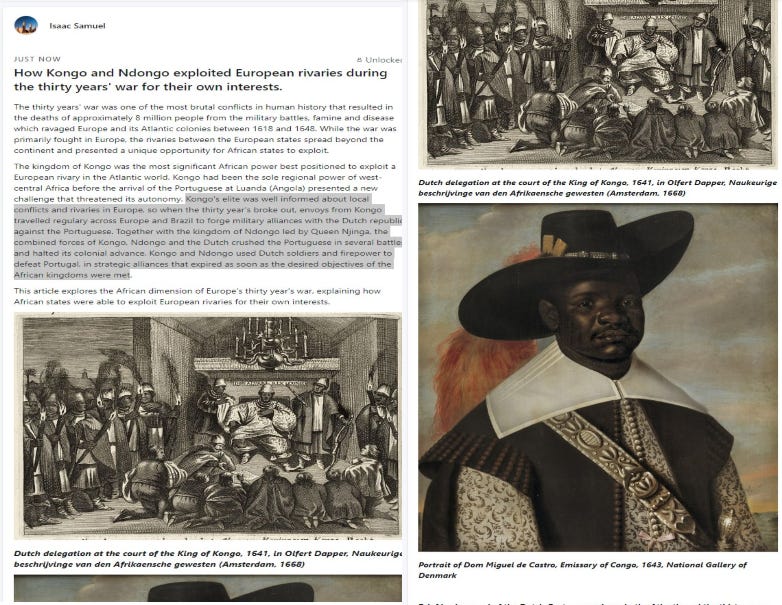 Isaac Samuel
JUST NOW
Unlocked
How Kongo and Ndongo exploited European rivaries during
the thirty years' war for their own interests.
The thirty years' war was one of the most brutal conflicts in human history that resulted in
the deaths of approximately 8 million people from the military battles, famine and disease
which ravaged Europe and its Atlantic colonies between 1618 and 1648. While the war was
primarily fought in Europe, the rivaries between the European states spread beyond the
continent and presented a unique opportunity for African states to exploit.
The kingdom of Kongo was the most significant African power best positioned to exploit a
European rivary in the Atlantic world. Kongo had been the sole regional power of west-
central Africa before the arrival of the Portuguese at Luanda (Angola) presented a new
challenge that threatened its autonomy. Kongo's elite was well informed about local
conflicts and rivaries in Europe, so when the thirty year's broke out, envoys from Kongo
travelled regulary across Europe and Brazil to forge military alliances with the Dutch republic
against the Portuguese. Together with the kingdom of Ndongo led by Queen Njinga, the
combined forces of Kongo, Ndongo and the Dutch crushed the Portuguese in several battle
and halted its colonial advance. Kongo and Ndongo used Dutch soldiers and firepower to
defeat Portugal, in strategic alliances that expired as soon as the desired objectives of the
African kingdoms were met.
This article explores the African dimension of Europe's thirty year's war, explaining how
African states were able to exploit European rivaries for their own interests.
Dutch delegation at the court of the King of Kongo, 1641, in Olfert Dapper, Naukeurige
beschrijvinge van den Afrikaensche gewesten (Amsterdam, 1668)
Dutch delegation at the court of the King of Kongo, 1641, in Olfert Dapper, Naukeurige
beschrijvinge van den Afrikaensche gewesten (Amsterdam, 1668)
Portrait of Dom Miguel de Castro, Emissary of Congo, 1643, National Gallery of
Denmark